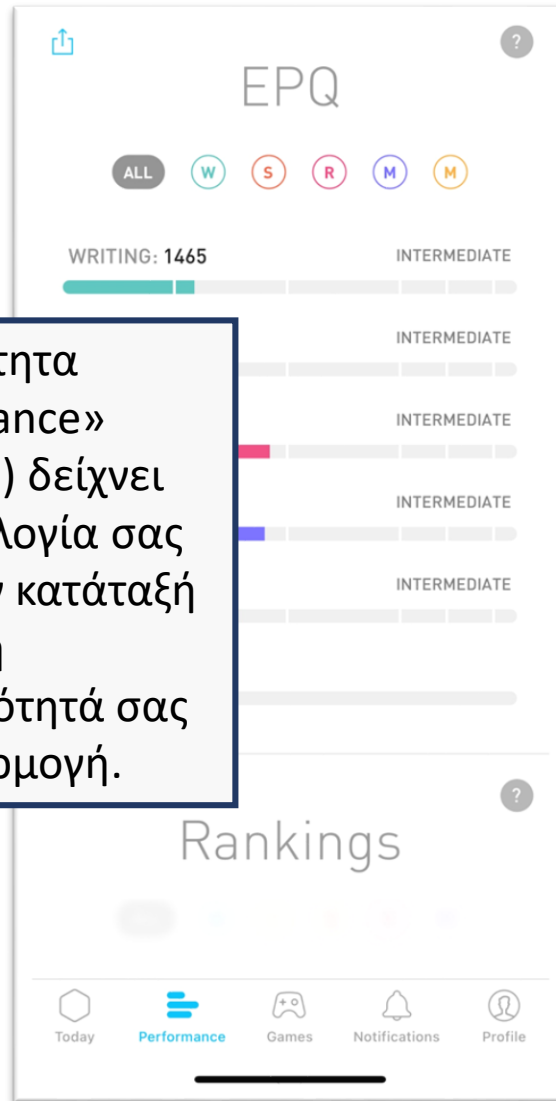 ?
EPQ
ALL W S R M M
WRITING: 1465 INTERMEDIATE
INTERMEDIATE
INTERMEDIATE
INTERMEDIATE
INTERMEDIATE
τητα
ance»
) δείχνει
λογία σας
ν κατάταξή
η
ότητά σας
ρμογή.
?
Rankings
Today Performance Games Notifications Profile